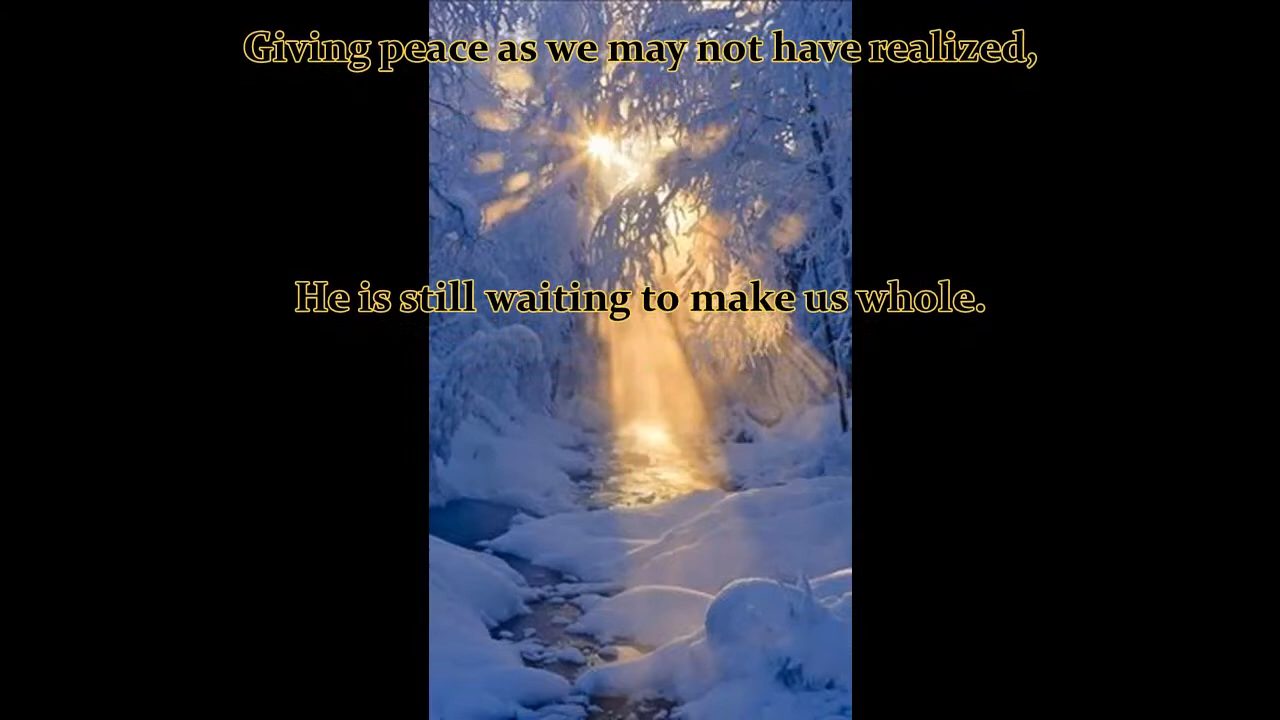 Giving peace as we may not have realized,
He is still waiting to make us whole.